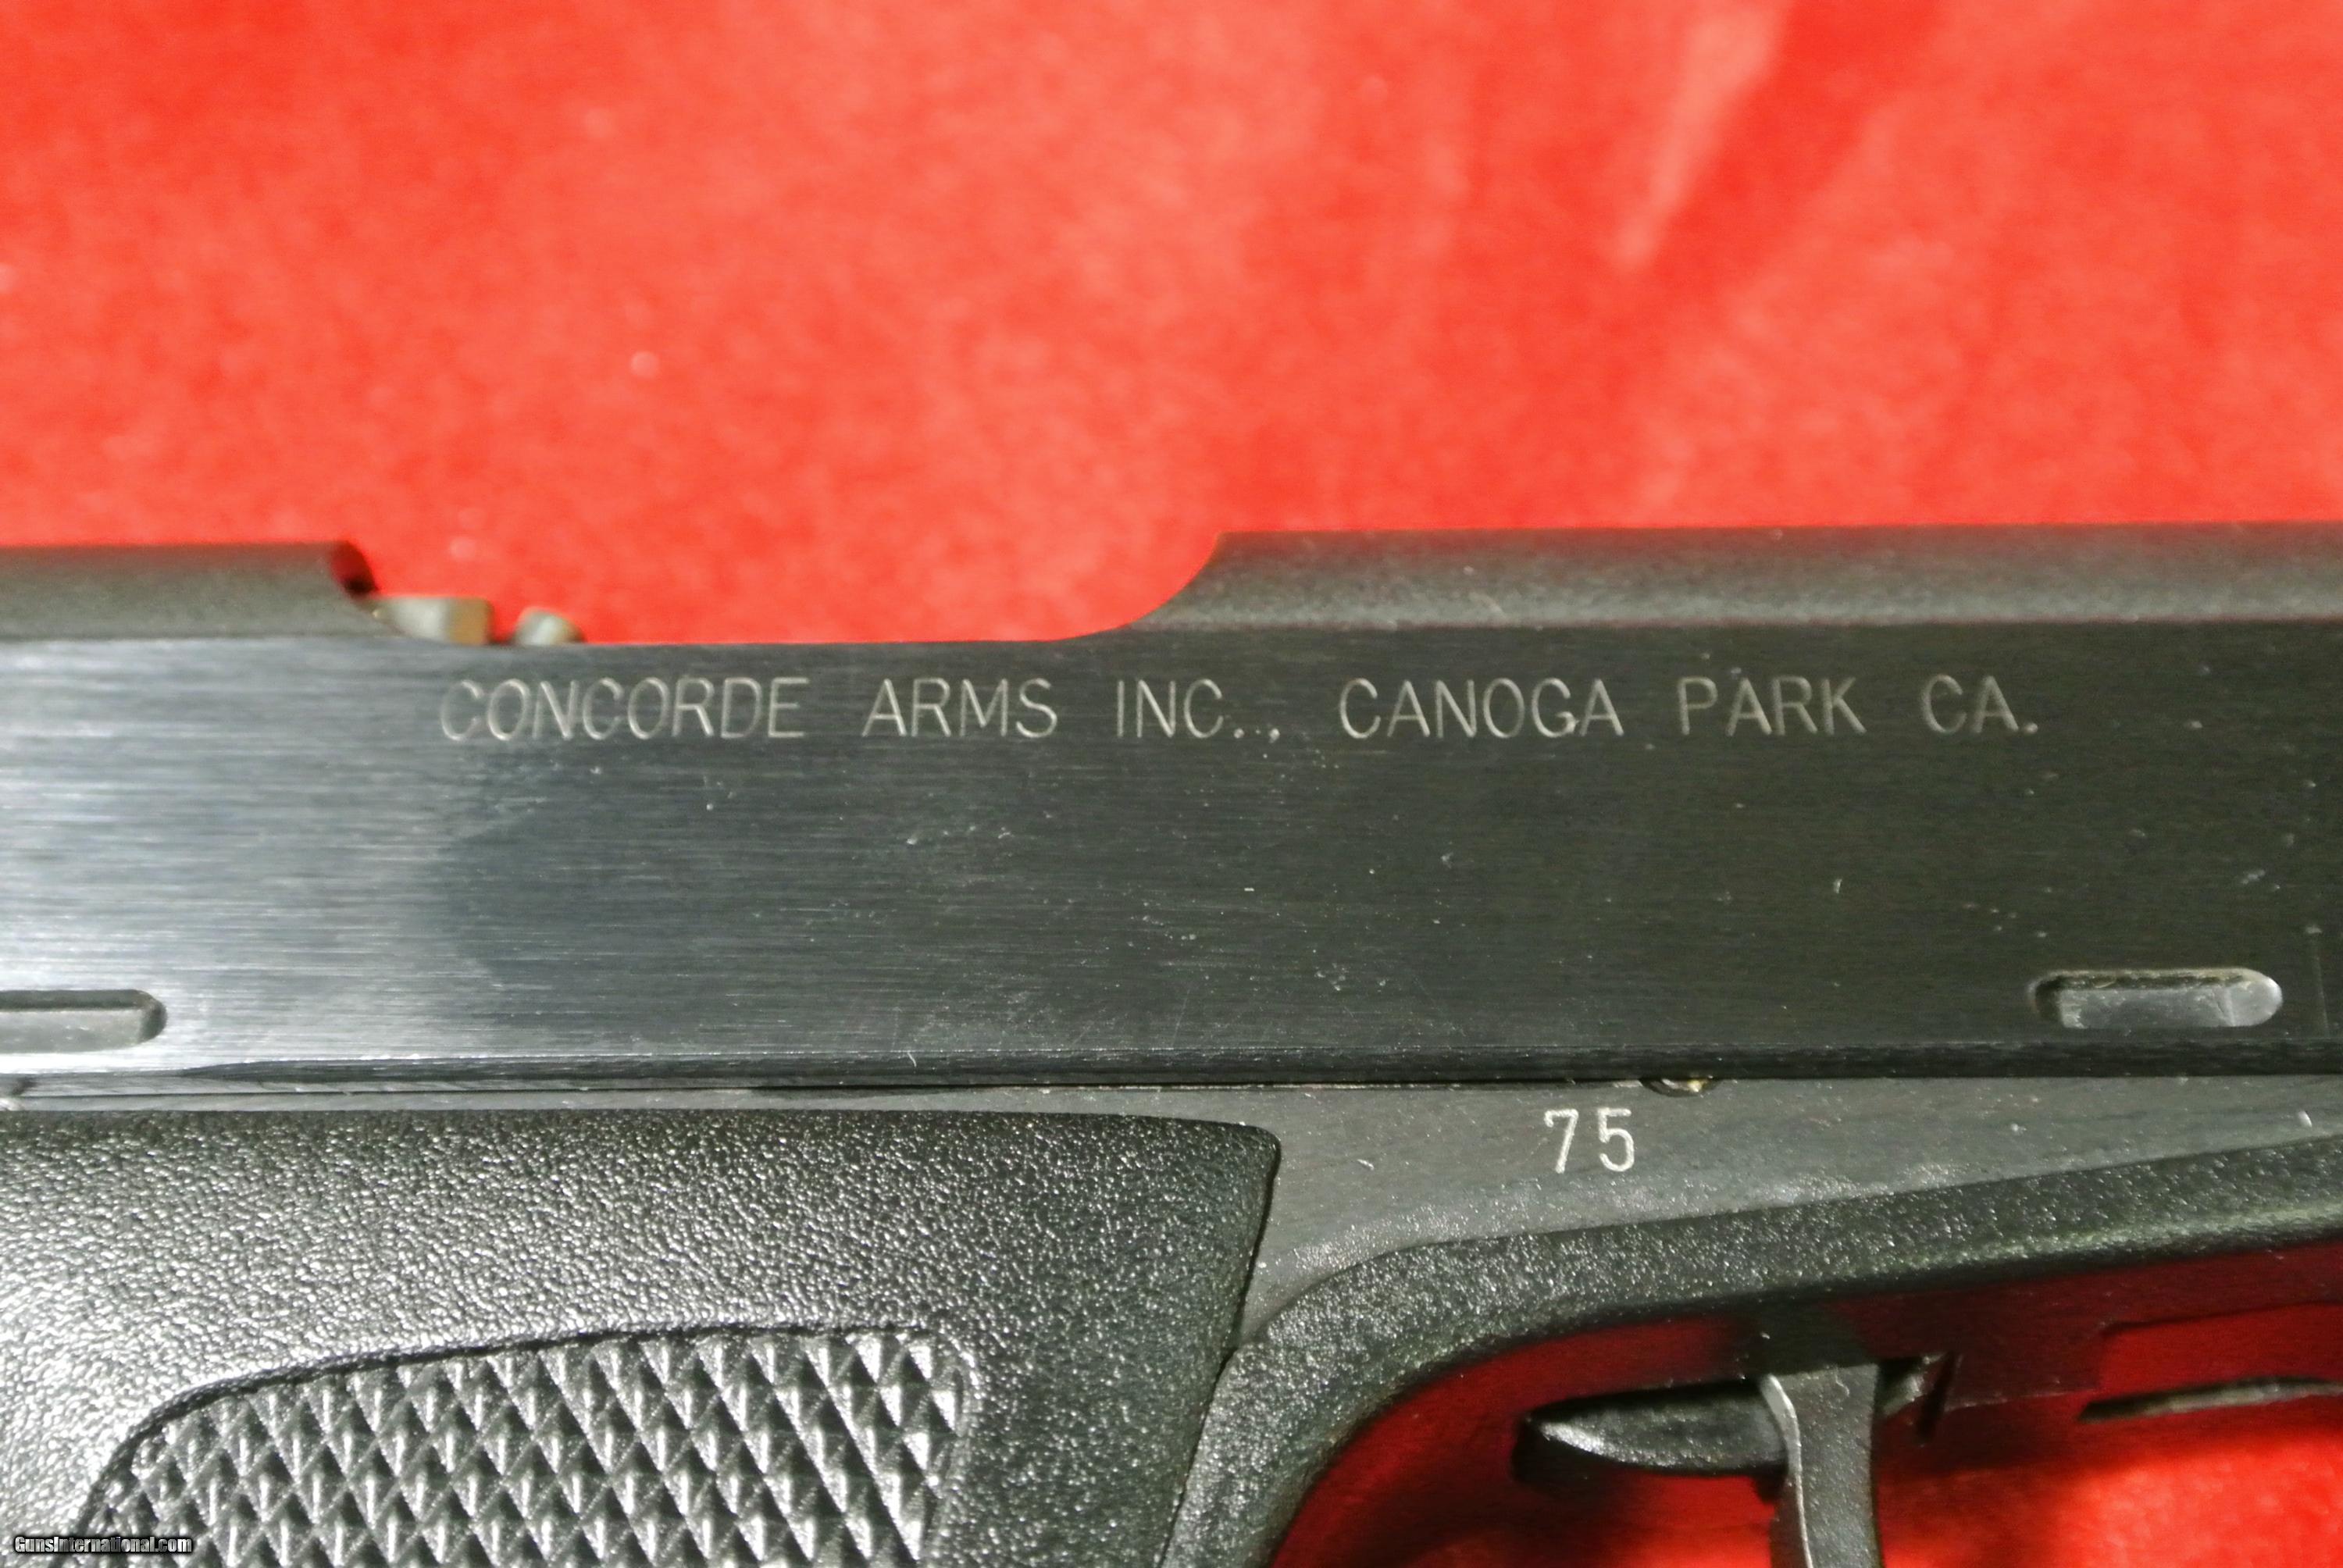 CONCORDE ARMS INC., CANOGA PARK CA.
75
GunsInternational.com